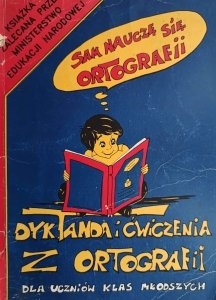 KSIĄŻKA
ZALECANA PRZEZ
MINISTERSTWO
EDUKACJI NARODOWEJ
SAM NAUCZĘ SIĘ
ORTOGRAFII
DYKTANDA I ĆWICZENIA
Z ORTOGRAFII
DLA UCZNIÓW KLAS MŁODSZYCH